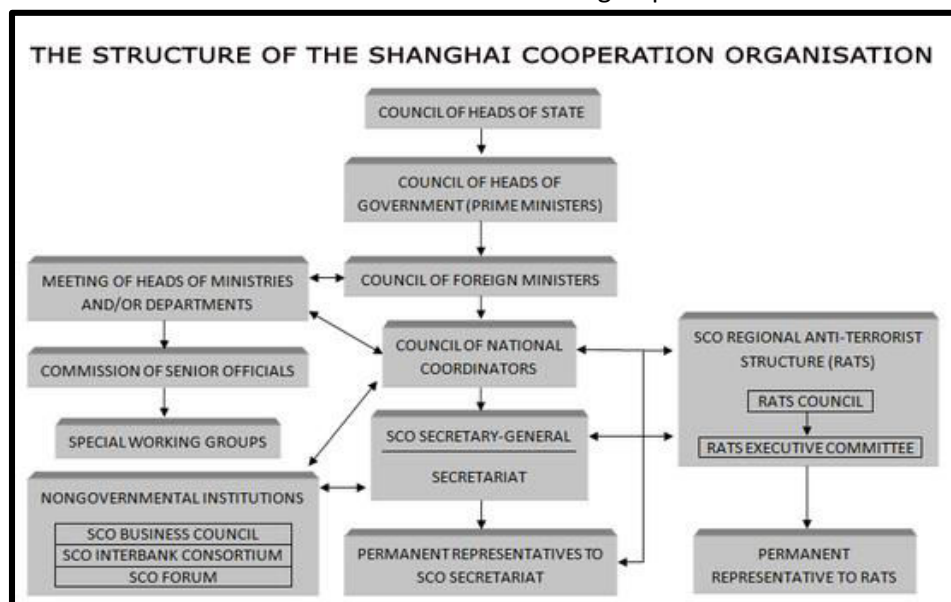 THE STRUCTURE OF THE SHANGHAI COOPERATION ORGANISATION
COUNCIL OF HEADS OF STATE
COUNCIL OF HEADS OF
GOVERNMENT (PRIME MINISTERS)
MEETING OF HEADS OF MINISTRIES
AND/OR DEPARTMENTS
COUNCIL OF FOREIGN MINISTERS
COUNCIL OF NATIONAL
COORDINATORS
SCO REGIONAL ANTI-TERRORIST
STRUCTURE (RATS)
RATS COUNCIL
RATS EXECUTIVE COMMITTEE
COMMISSION OF SENIOR OFFICIALS
SPECIAL WORKING GROUPS
SCO SECRETARY-GENERAL
SECRETARIAT
NONGOVERNMENTAL INSTITUTIONS
SCO BUSINESS COUNCIL
SCO INTERBANK CONSORTIUM
SCO FORUM
PERMANENT REPRESENTATIVES TO
SCO SECRETARIAT
PERMANENT
REPRESENTATIVE TO RATS